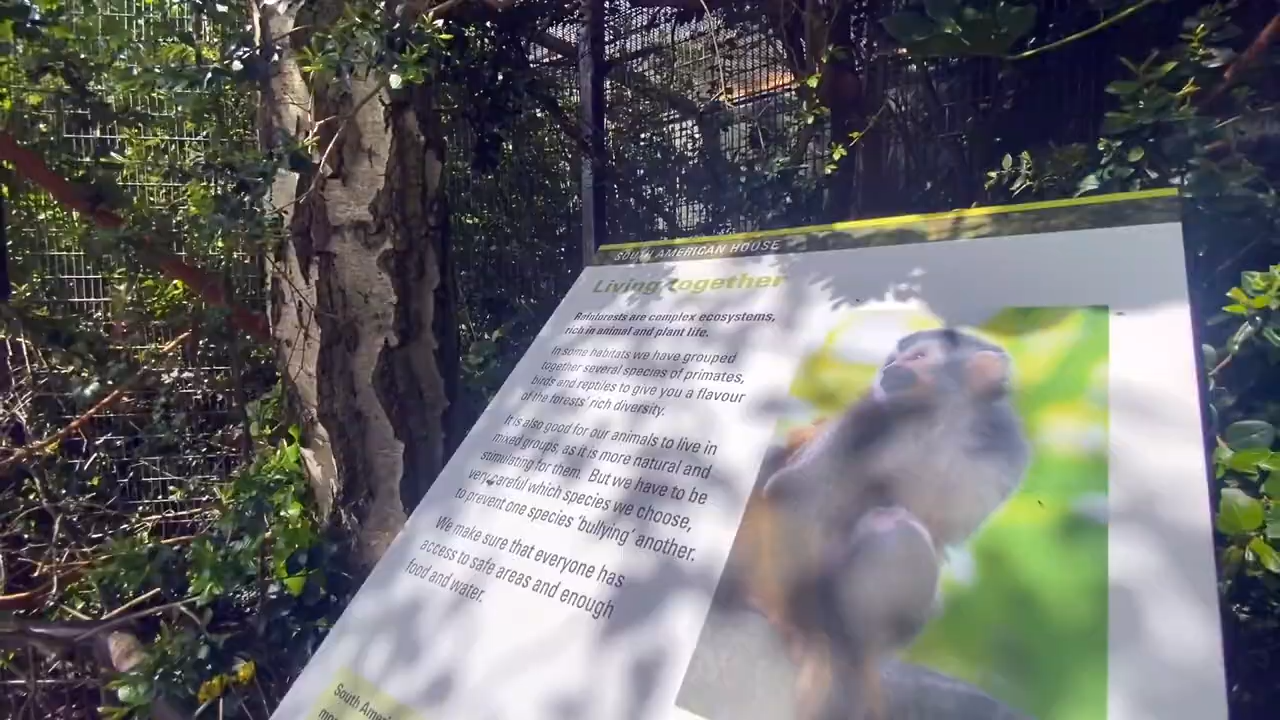 SOUTH AMERICAN HOUSE
Living together
Rainforests are complex ecosystems,
rich in animal and plant life.
In some habitats we have grouped
together several species of primates,
birds and reptiles to give you a flavour
of the forests' rich diversity.
It is also good for our animals to live in
mixed groups, as it is more natural and
stimulating for them. But we have to be
very careful which species we choose,
to prevent one species 'bullying' another.
We make sure that everyone has
access to safe areas and enough
food and water.
South